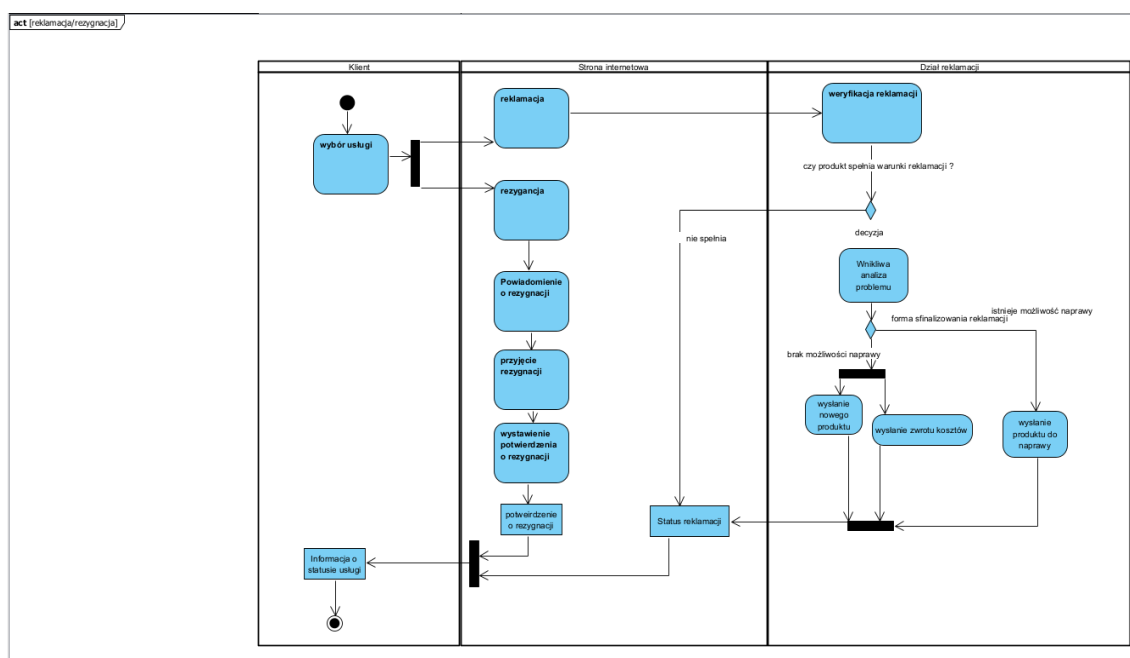 act [reklamacja/rezygnacja]
Klient
Strona internetowa
Dział reklamacji
wybór usługi
reklamacja
weryfikacja reklamacji
czy produkt spełnia warunki reklamacji ?
rezygancja
nie spełnia
decyzja
Wnikliwa
analiza
problemu
Powiadomienie
o rezygnacji
istnieje możliwość naprawy
forma sfinalizowania reklamacji
brak możliwości naprawy
przyjęcie
rezygnacji
wysłanie
nowego
produktu
wysłanie zwrotu kosztów
wysłanie
produktu do
naprawy
wystawienie
potwierdzenia
o rezygnacji
potweirdzenie
o rezygnacji
Status reklamacji
Informacja o
statusie usługi